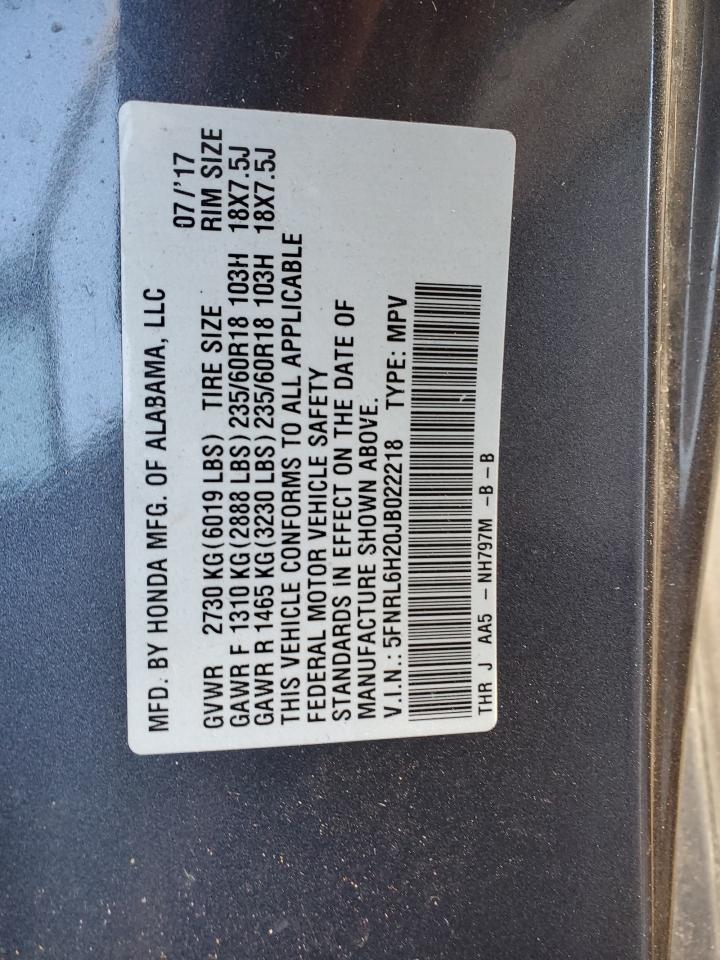 MFD. BY HONDA MFG. OF ALABAMA, LLC 07/'17
GVWR 2730 KG(6019 LBS) TIRE SIZE RIM SIZE
GAWR F 1310 KG(2888 LBS)235/60R18 103H 18X7.5J
GAWR R 1465 KG(3230 LBS)235/60R18 103H 18X7.5J
THIS VEHICLE CONFORMS TO ALL APPLICABLE
FEDERAL MOTOR VEHICLE SAFETY
STANDARDS IN EFFECT ON THE DATE OF
MANUFACTURE SHOWN ABOVE.
V.I.N.: 5FNRL6H20JB022218 TYPE: MPV
THR J AA5 - NH797M -B-B